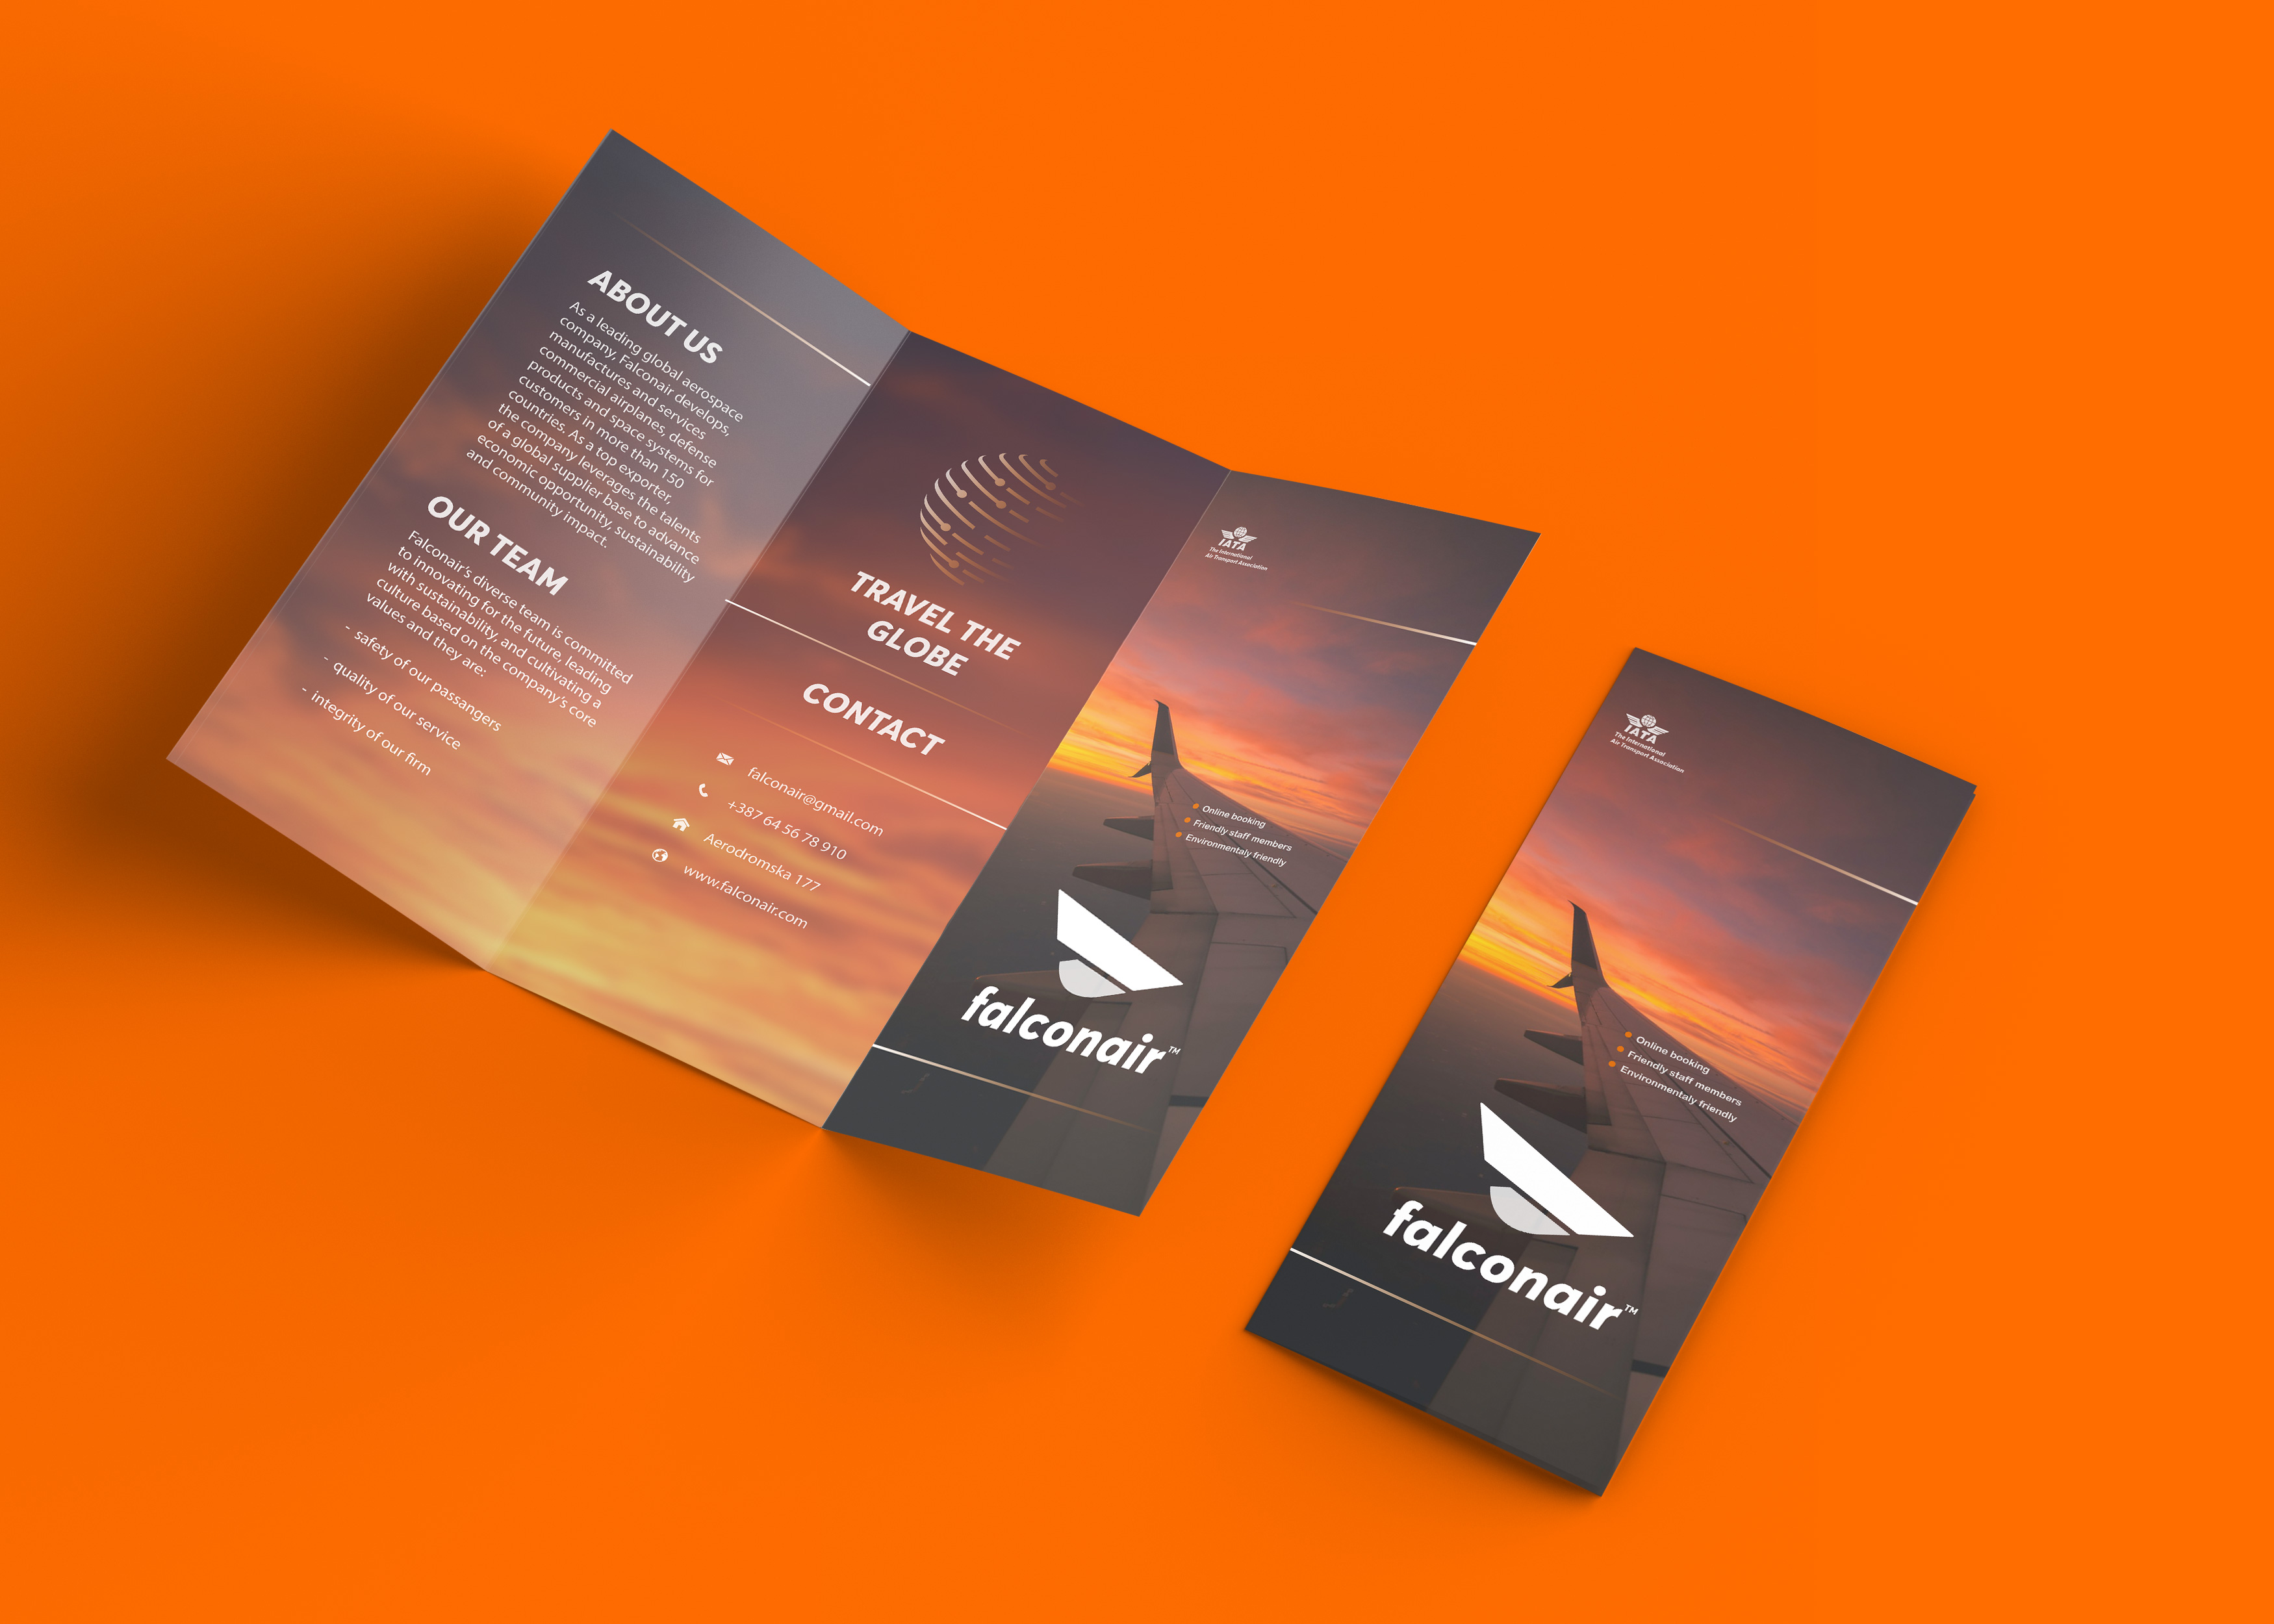 ABOUT US
As a leading global aerospace
company, Falconair develops,
manufactures and services
commercial airplanes, defense
products and space systems for
customers in more than 150
countries. As a top exporter,
the company leverages the talents
of a global supplier base to advance
economic opportunity, sustainability
and community impact.
OUR TEAM
Falconair's diverse team is committed
to innovating for the future, leading
with sustainability, and cultivating a
culture based on the company's core
values and they are:
- safety of our passangers
- quality of our service
- integrity of our firm
TRAVEL THE
GLOBE
CONTACT
falconair@gmail.com
+387 64 56 78 910
Aerodromska 177
www.falconair.com
IATA
The International
Air Transport Association
Online booking
Friendly staff members
Environmentaly friendly
falconair™
IATA
The International
Air Transport Association
Online booking
Friendly staff members
Environmentaly friendly
falconair™